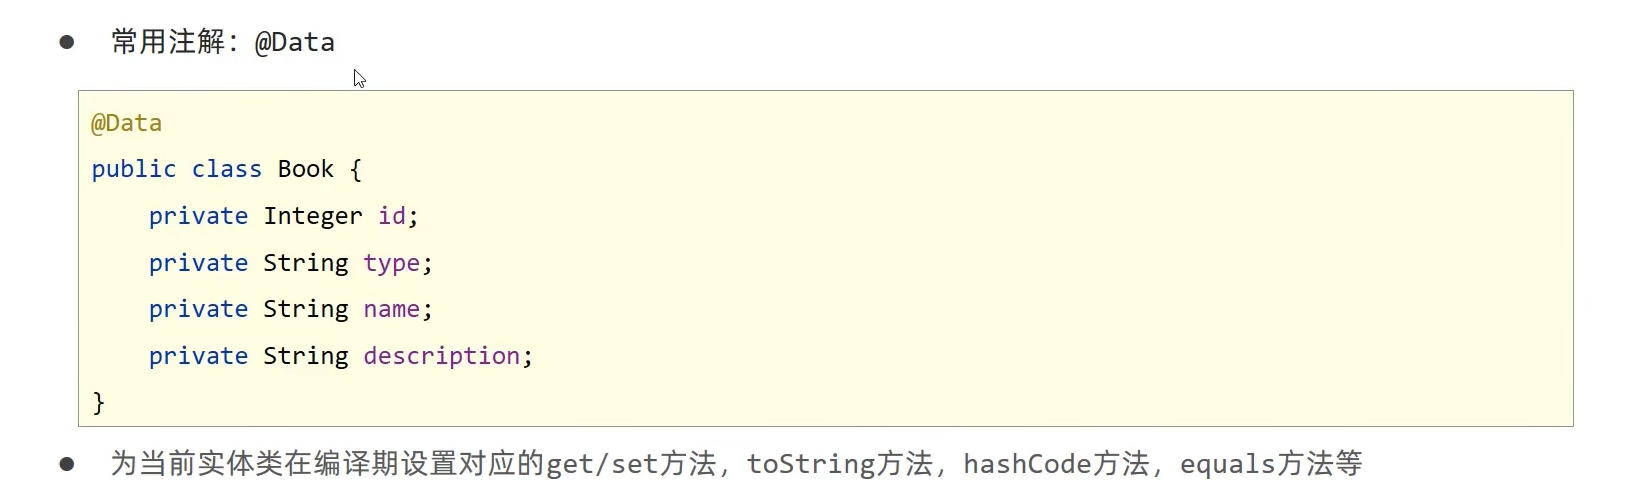 ● 常用注解：@Data
@Data
public class Book {
    private Integer id;
    private String type;
    private String name;
    private String description;
}
● 为当前实体类在编译期设置对应的get/set方法，toString方法，hashCode方法，equals方法等